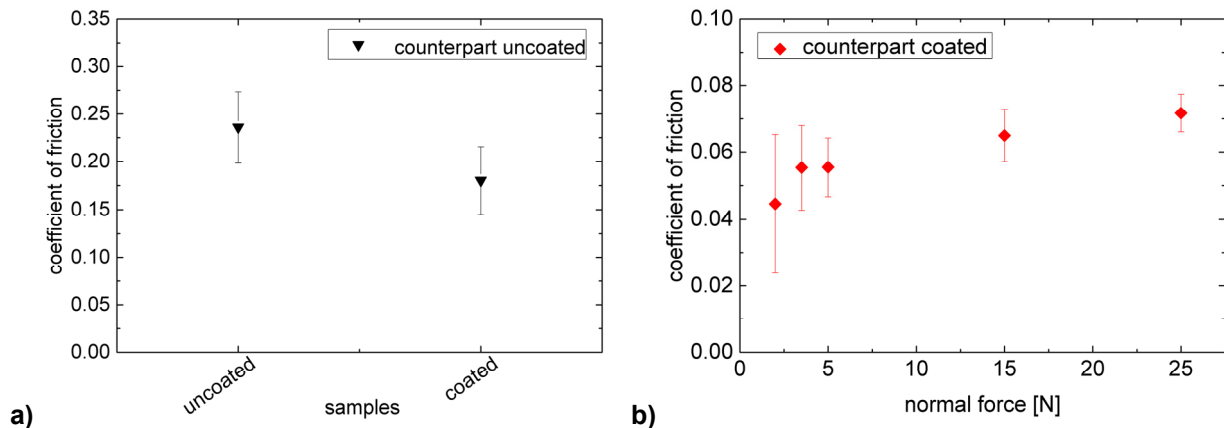 0.35
0.30
0.25
0.20
0.15
0.10
0.05
0.00
coefficient of friction
counterpart uncoated
uncoated
coated
samples
a)
0.10
0.08
0.06
0.04
0.02
0.00
coefficient of friction
counterpart coated
0 5 10 15 20 25
normal force [N]
b)